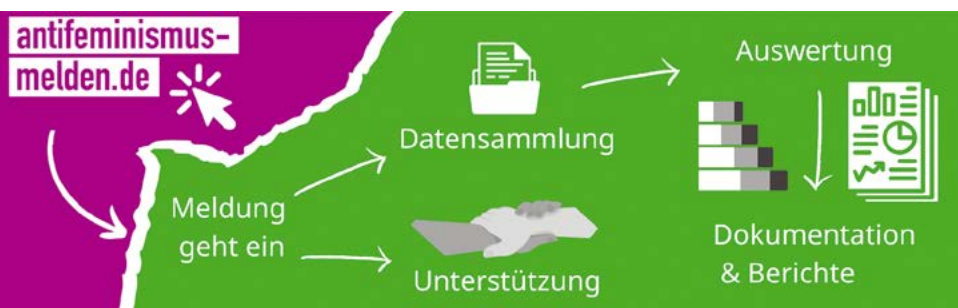 antifeminismus-
melden.de
Meldung
geht ein
Datensammlung
Unterstützung
Auswertung
Dokumentation
& Berichte